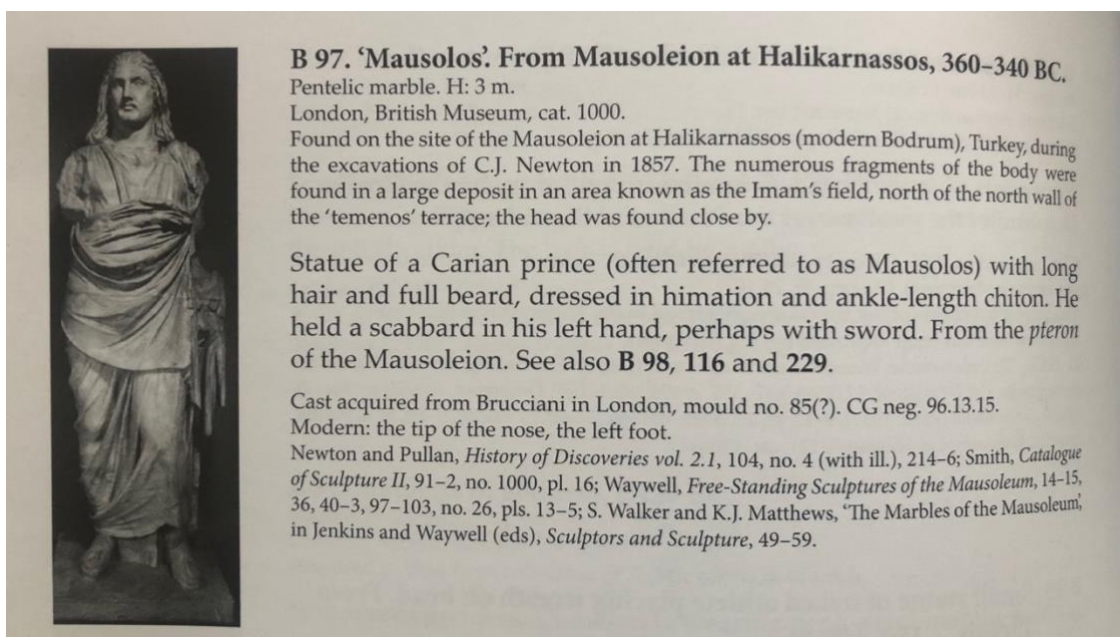 B 97. ‘Mausolos’. From Mausoleion at Halikarnassos, 360–340 BC.
Pentelic marble. H: 3 m.
London, British Museum, cat. 1000.
Found on the site of the Mausoleion at Halikarnassos (modern Bodrum), Turkey, during
the excavations of C.J. Newton in 1857. The numerous fragments of the body were
found in a large deposit in an area known as the Imam’s field, north of the north wall of
the ‘temenos’ terrace; the head was found close by.
Statue of a Carian prince (often referred to as Mausolos) with long
hair and full beard, dressed in himation and ankle-length chiton. He
held a scabbard in his left hand, perhaps with sword. From the pteron
of the Mausoleion. See also B 98, 116 and 229.
Cast acquired from Brucciani in London, mould no. 85(?). CG neg. 96.13.15.
Modern: the tip of the nose, the left foot.
Newton and Pullan, History of Discoveries vol. 2.1, 104, no. 4 (with ill.), 214–6; Smith, Catalogue
of Sculpture II, 91–2, no. 1000, pl. 16; Waywell, Free-Standing Sculptures of the Mausoleum, 14–15,
36, 40–3, 97–103, no. 26, pls. 13–5; S. Walker and K.J. Matthews, ‘The Marbles of the Mausoleum’,
in Jenkins and Waywell (eds), Sculptors and Sculpture, 49–59.